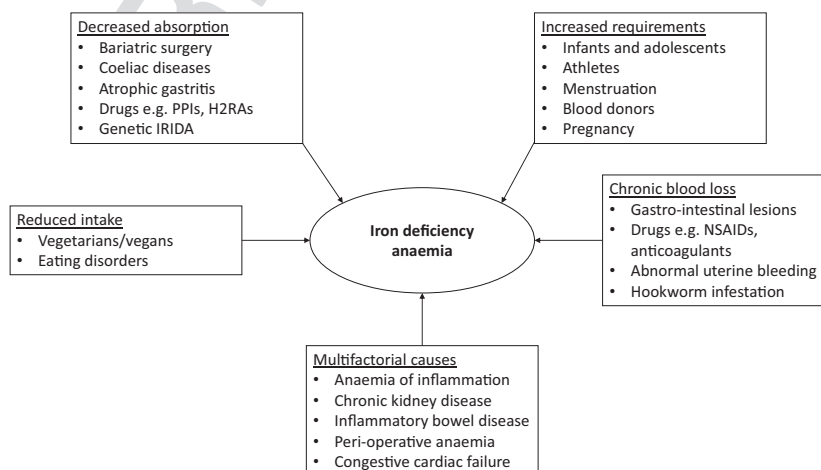 Decreased absorption
• Bariatric surgery
• Coeliac diseases
• Atrophic gastritis
• Drugs e.g. PPIs, H2RAs
• Genetic IRIDA
Increased requirements
• Infants and adolescents
• Athletes
• Menstruation
• Blood donors
• Pregnancy
Reduced intake
• Vegetarians/vegans
• Eating disorders
Iron deficiency
anaemia
Chronic blood loss
• Gastro-intestinal lesions
• Drugs e.g. NSAIDs,
anticoagulants
• Abnormal uterine bleeding
• Hookworm infestation
Multifactorial causes
• Anaemia of inflammation
• Chronic kidney disease
• Inflammatory bowel disease
• Peri-operative anaemia
• Congestive cardiac failure